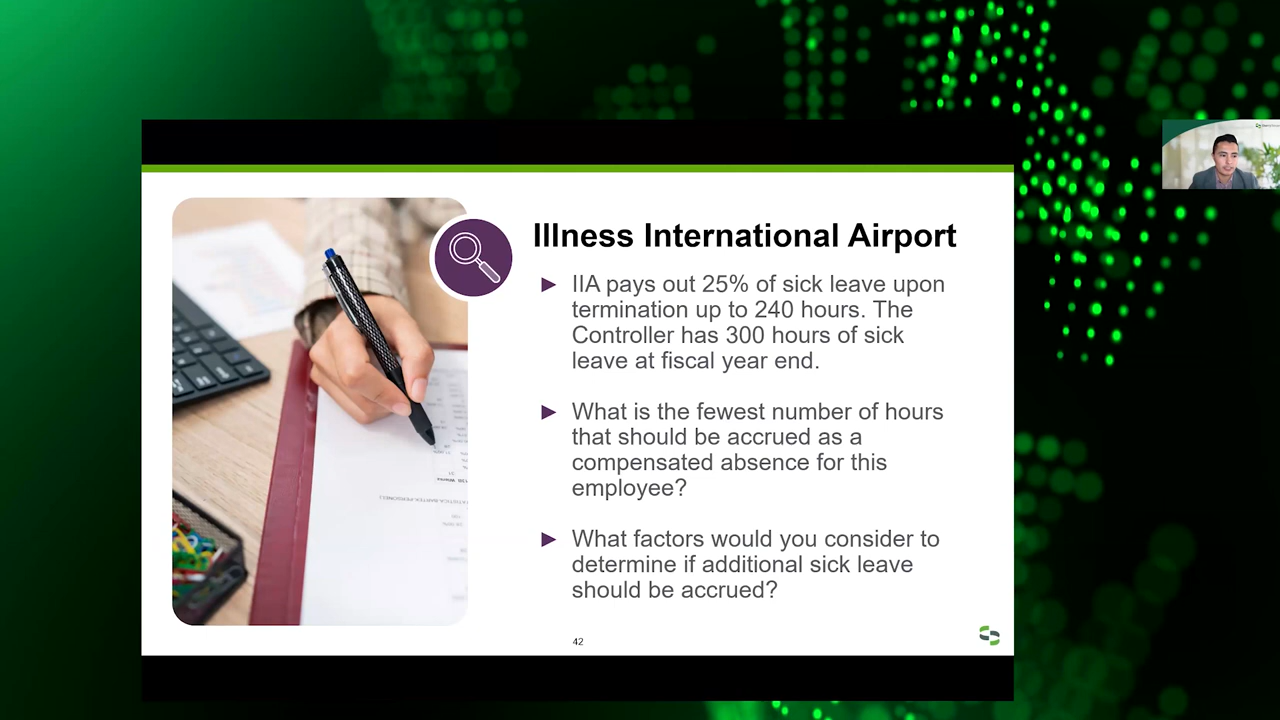 Illness International Airport
► IIA pays out 25% of sick leave upon
termination up to 240 hours. The
Controller has 300 hours of sick
leave at fiscal year end.
► What is the fewest number of hours
that should be accrued as a
compensated absence for this
employee?
► What factors would you consider to
determine if additional sick leave
should be accrued?
42